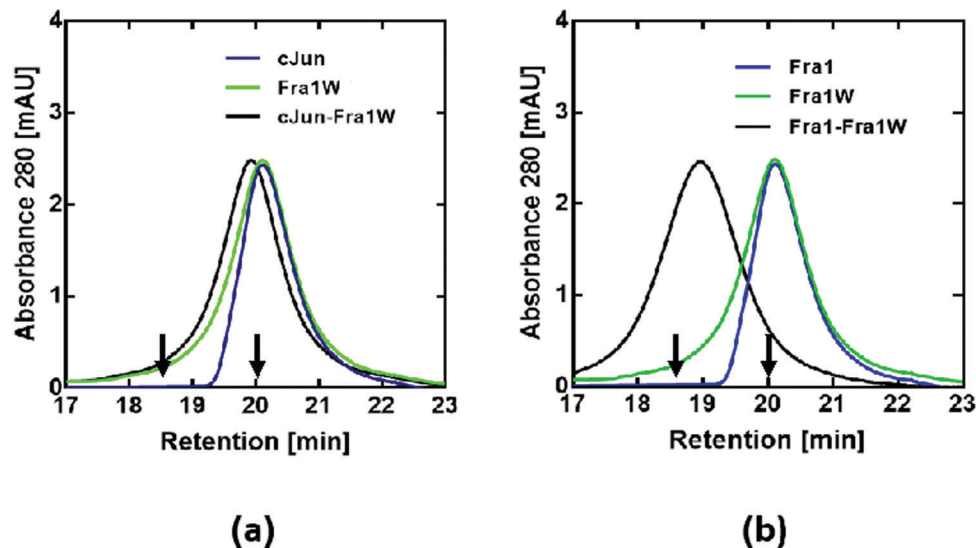 4
3
2
1
0
Absorbance 280 [mAU]
cJun
Fra1W
cJun-Fra1W
17 18 19 20 21 22 23
Retention [min]
(a)
4
3
2
1
0
Absorbance 280 [mAU]
Fra1
Fra1W
Fra1-Fra1W
17 18 19 20 21 22 23
Retention [min]
(b)